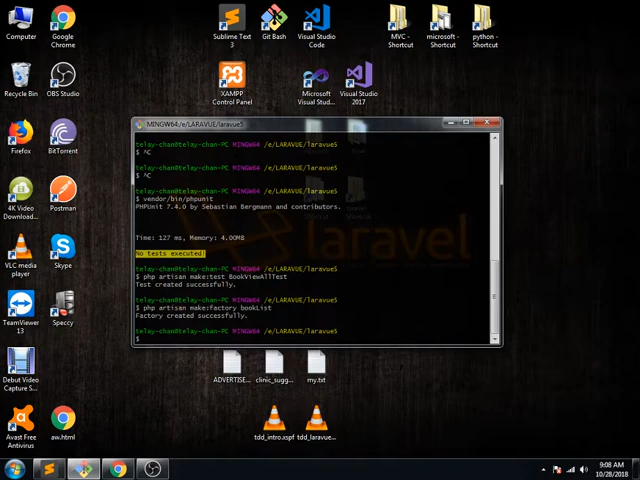 Computer
Google
Chrome
Sublime Text
3
Git Bash
Visual Studio
Code
MVC -
Shortcut
microsoft -
Shortcut
python -
Shortcut
Recycle Bin
OBS Studio
XAMPP
Control Panel
Microsoft
Visual Stud...
Visual Studio
2017
Firefox
BitTorrent
4K Video
Download...
Postman
VLC media
player
Skype
TeamViewer
13
Speccy
Debut Video
Capture S...
Avast Free
Antivirus
aw.html
MINGW64:/e/LARAVUE/laravue5
telay-chan@telay-chan-PC MINGW64 /e/LARAVUE/laravue5
$ ^C
telay-chan@telay-chan-PC MINGW64 /e/LARAVUE/laravue5
$ ^C
telay-chan@telay-chan-PC MINGW64 /e/LARAVUE/laravue5
$ vendor/bin/phpunit
PHPUnit 7.4.0 by Sebastian Bergmann and contributors.
Time: 127 ms, Memory: 4.00MB
No tests executed!
telay-chan@telay-chan-PC MINGW64 /e/LARAVUE/laravue5
$ php artisan make:test BookViewAllTest
Test created successfully.
telay-chan@telay-chan-PC MINGW64 /e/LARAVUE/laravue5
$ php artisan make:factory bookList
Factory created successfully.
telay-chan@telay-chan-PC MINGW64 /e/LARAVUE/laravue5
$
laravel
ADVERTISE...
clinic_sugg...
my.txt
tdd_intro.xspf
tdd_laravue...
9:08 AM
10/28/2018